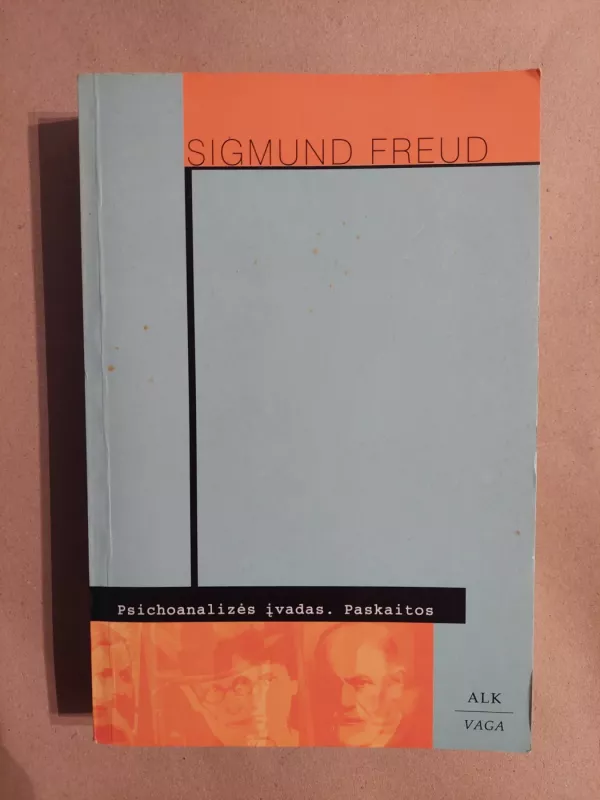 SIGMUND FREUD
Psichoanalizės įvadas. Paskaitos
ALK
VAGA